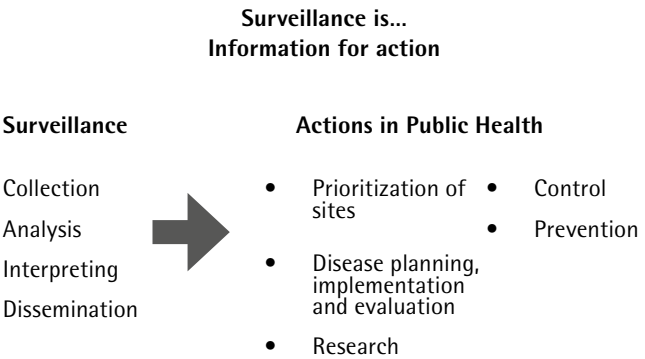 Surveillance is...
Information for action
Surveillance
Actions in Public Health
Collection
Analysis
Interpreting
Dissemination
• Prioritization of
sites
• Disease planning,
implementation
and evaluation
• Research
• Control
• Prevention